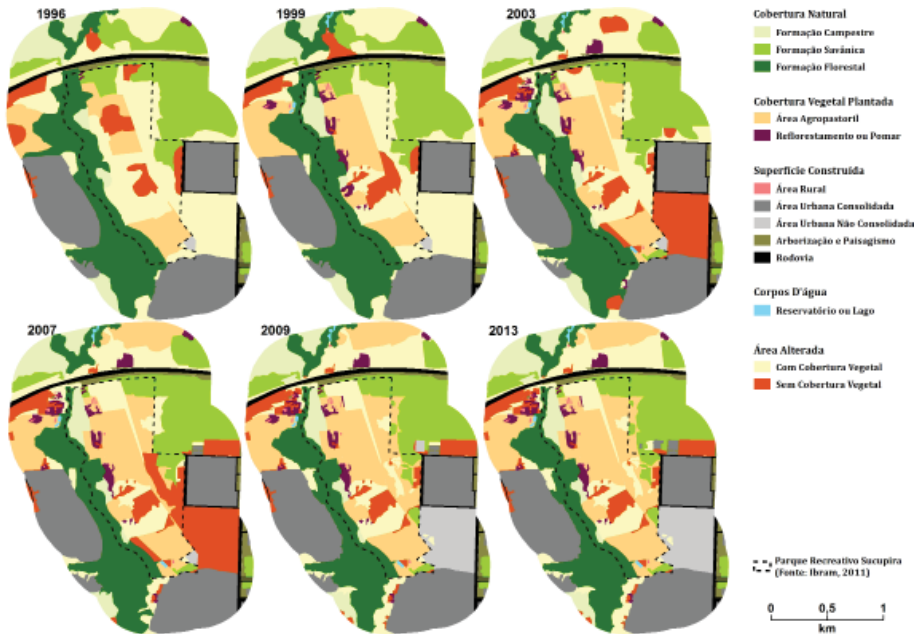 1996
1999
2003
2007
2009
2013
Cobertura Natural
Formação Campestre
Formação Savânica
Formação Florestal
Cobertura Vegetal Plantada
Área Agropastoril
Reflorestamento ou Pomar
Superfície Construída
Área Rural
Área Urbana Consolidada
Área Urbana Não Consolidada
Arborização e Paisagismo
Rodovia
Corpos D'água
Reservatório ou Lago
Área Alterada
Com Cobertura Vegetal
Sem Cobertura Vegetal
Parque Recreativo Sucupira
(Fonte: Ibram, 2011)
0 0,5 1
km